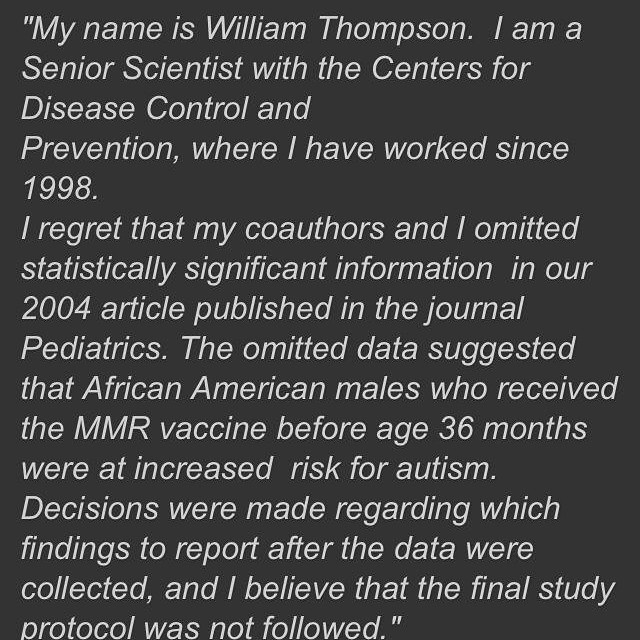 "My name is William Thompson.  I am a
Senior Scientist with the Centers for
Disease Control and
Prevention, where I have worked since
1998.
I regret that my coauthors and I omitted
statistically significant information  in our
2004 article published in the journal
Pediatrics. The omitted data suggested
that African American males who received
the MMR vaccine before age 36 months
were at increased  risk for autism.
Decisions were made regarding which
findings to report after the data were
collected, and I believe that the final study
protocol was not followed."